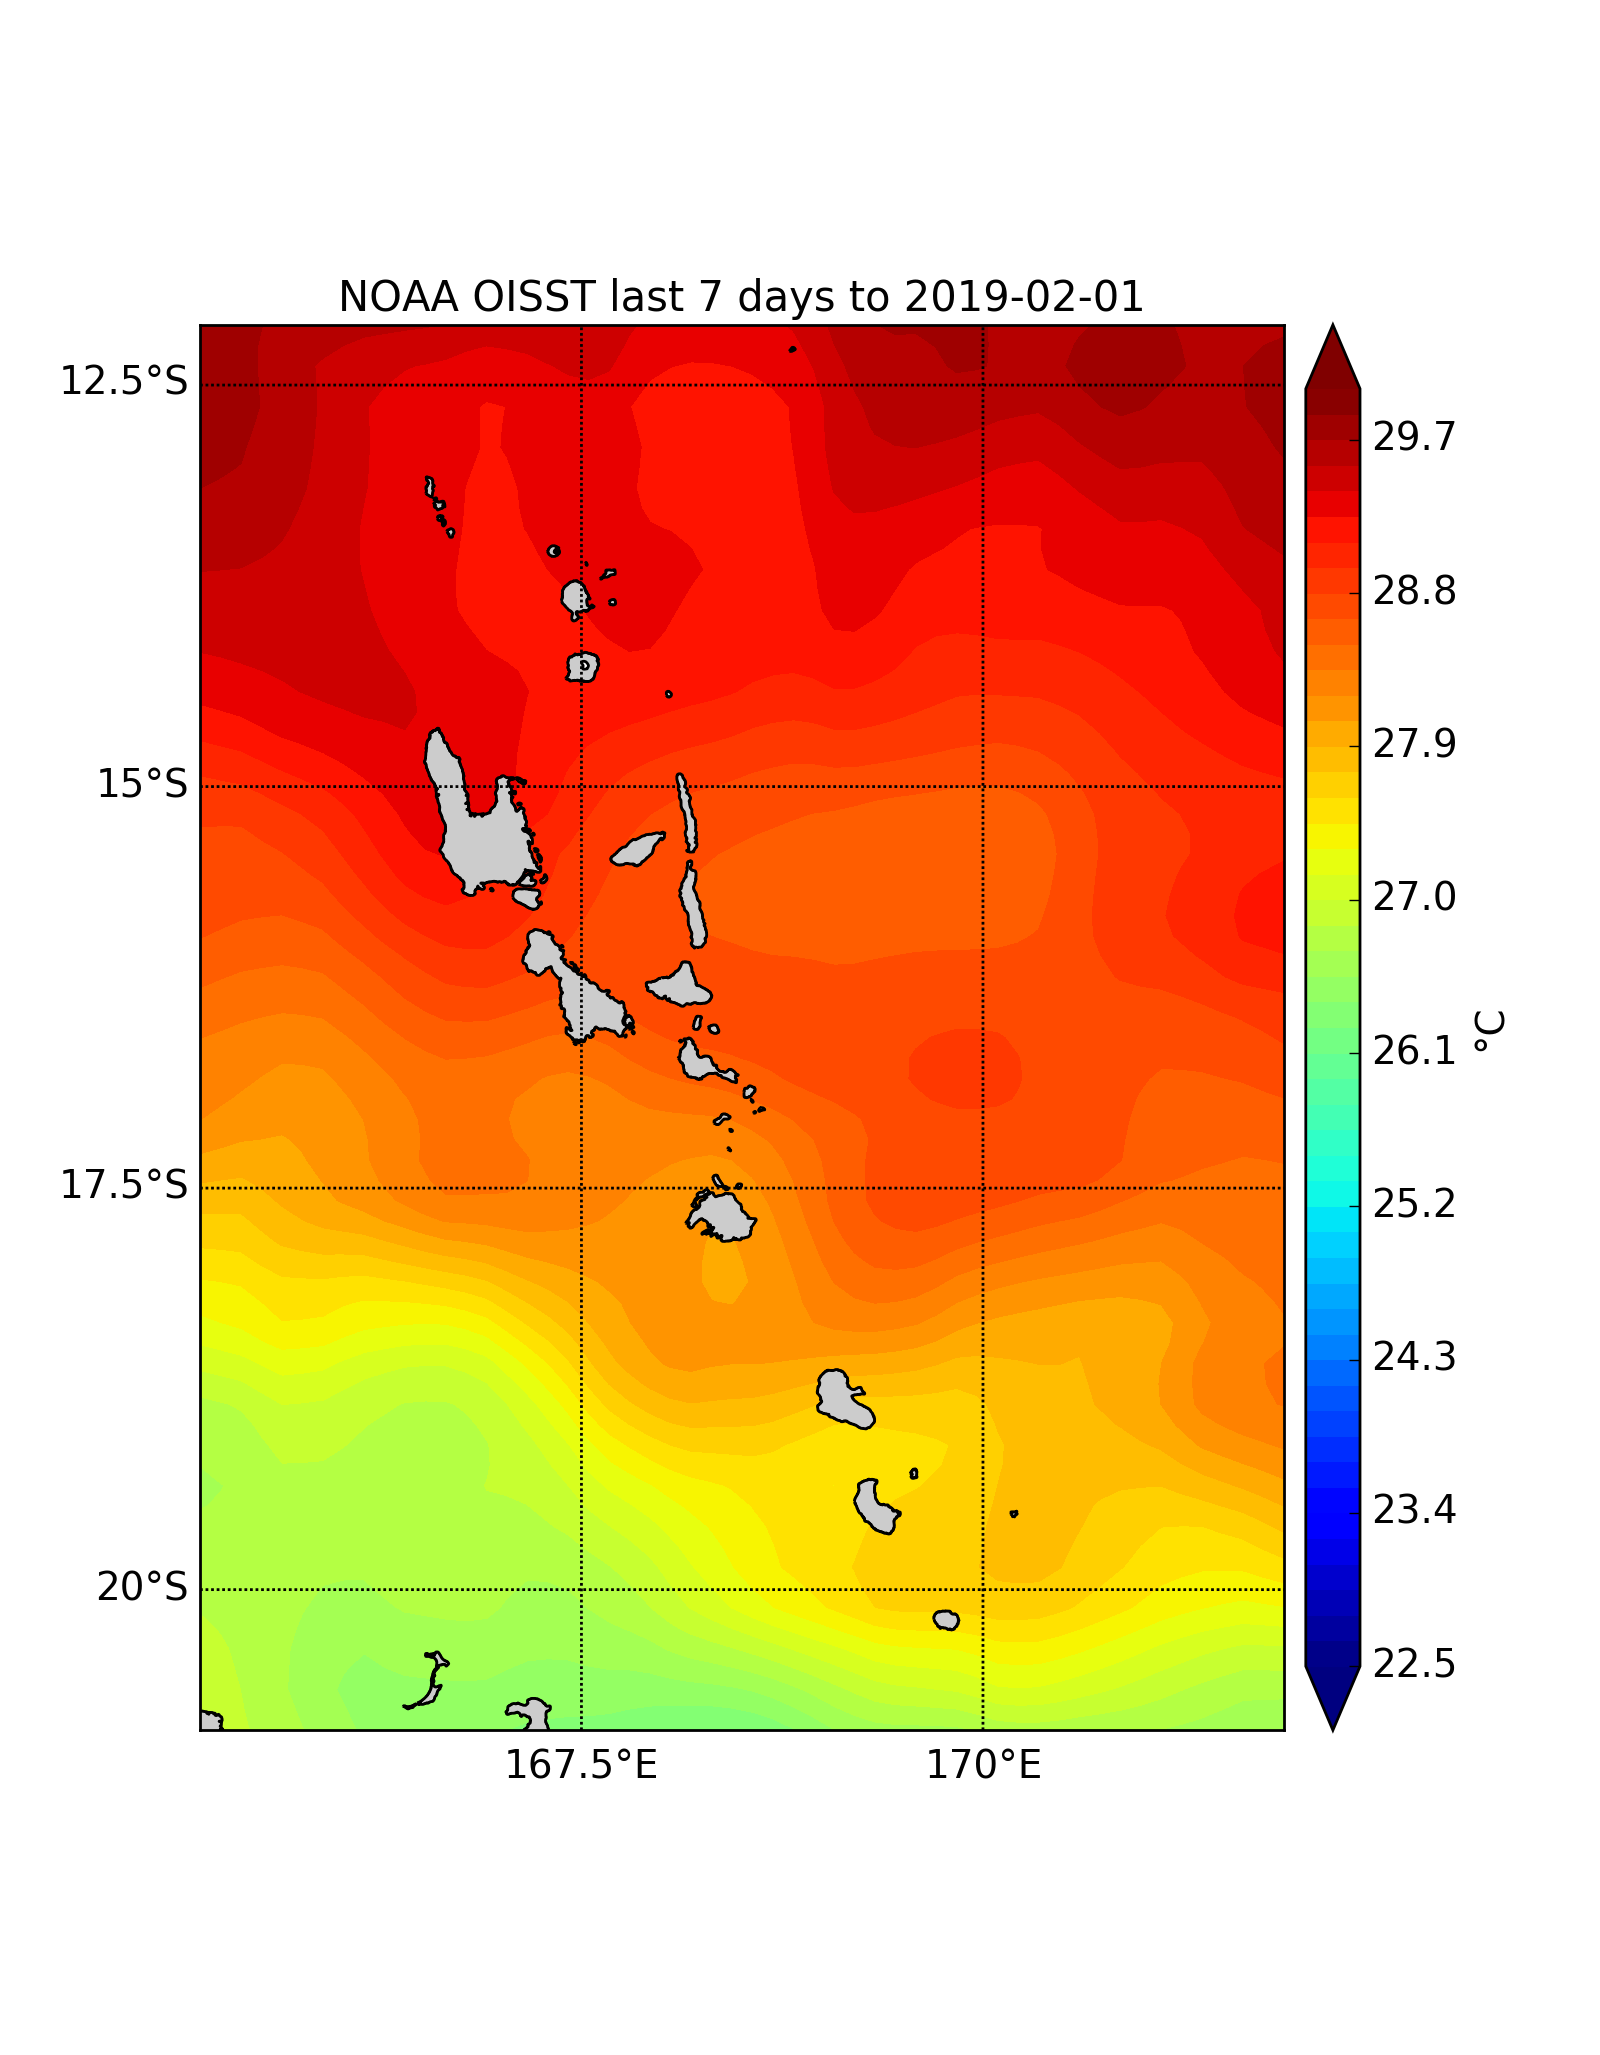 NOAA OISST last 7 days to 2019-02-01
12.5°S
15°S
17.5°S
20°S
167.5°E
170°E
29.7
28.8
27.9
27.0
26.1
25.2
24.3
23.4
22.5
°C